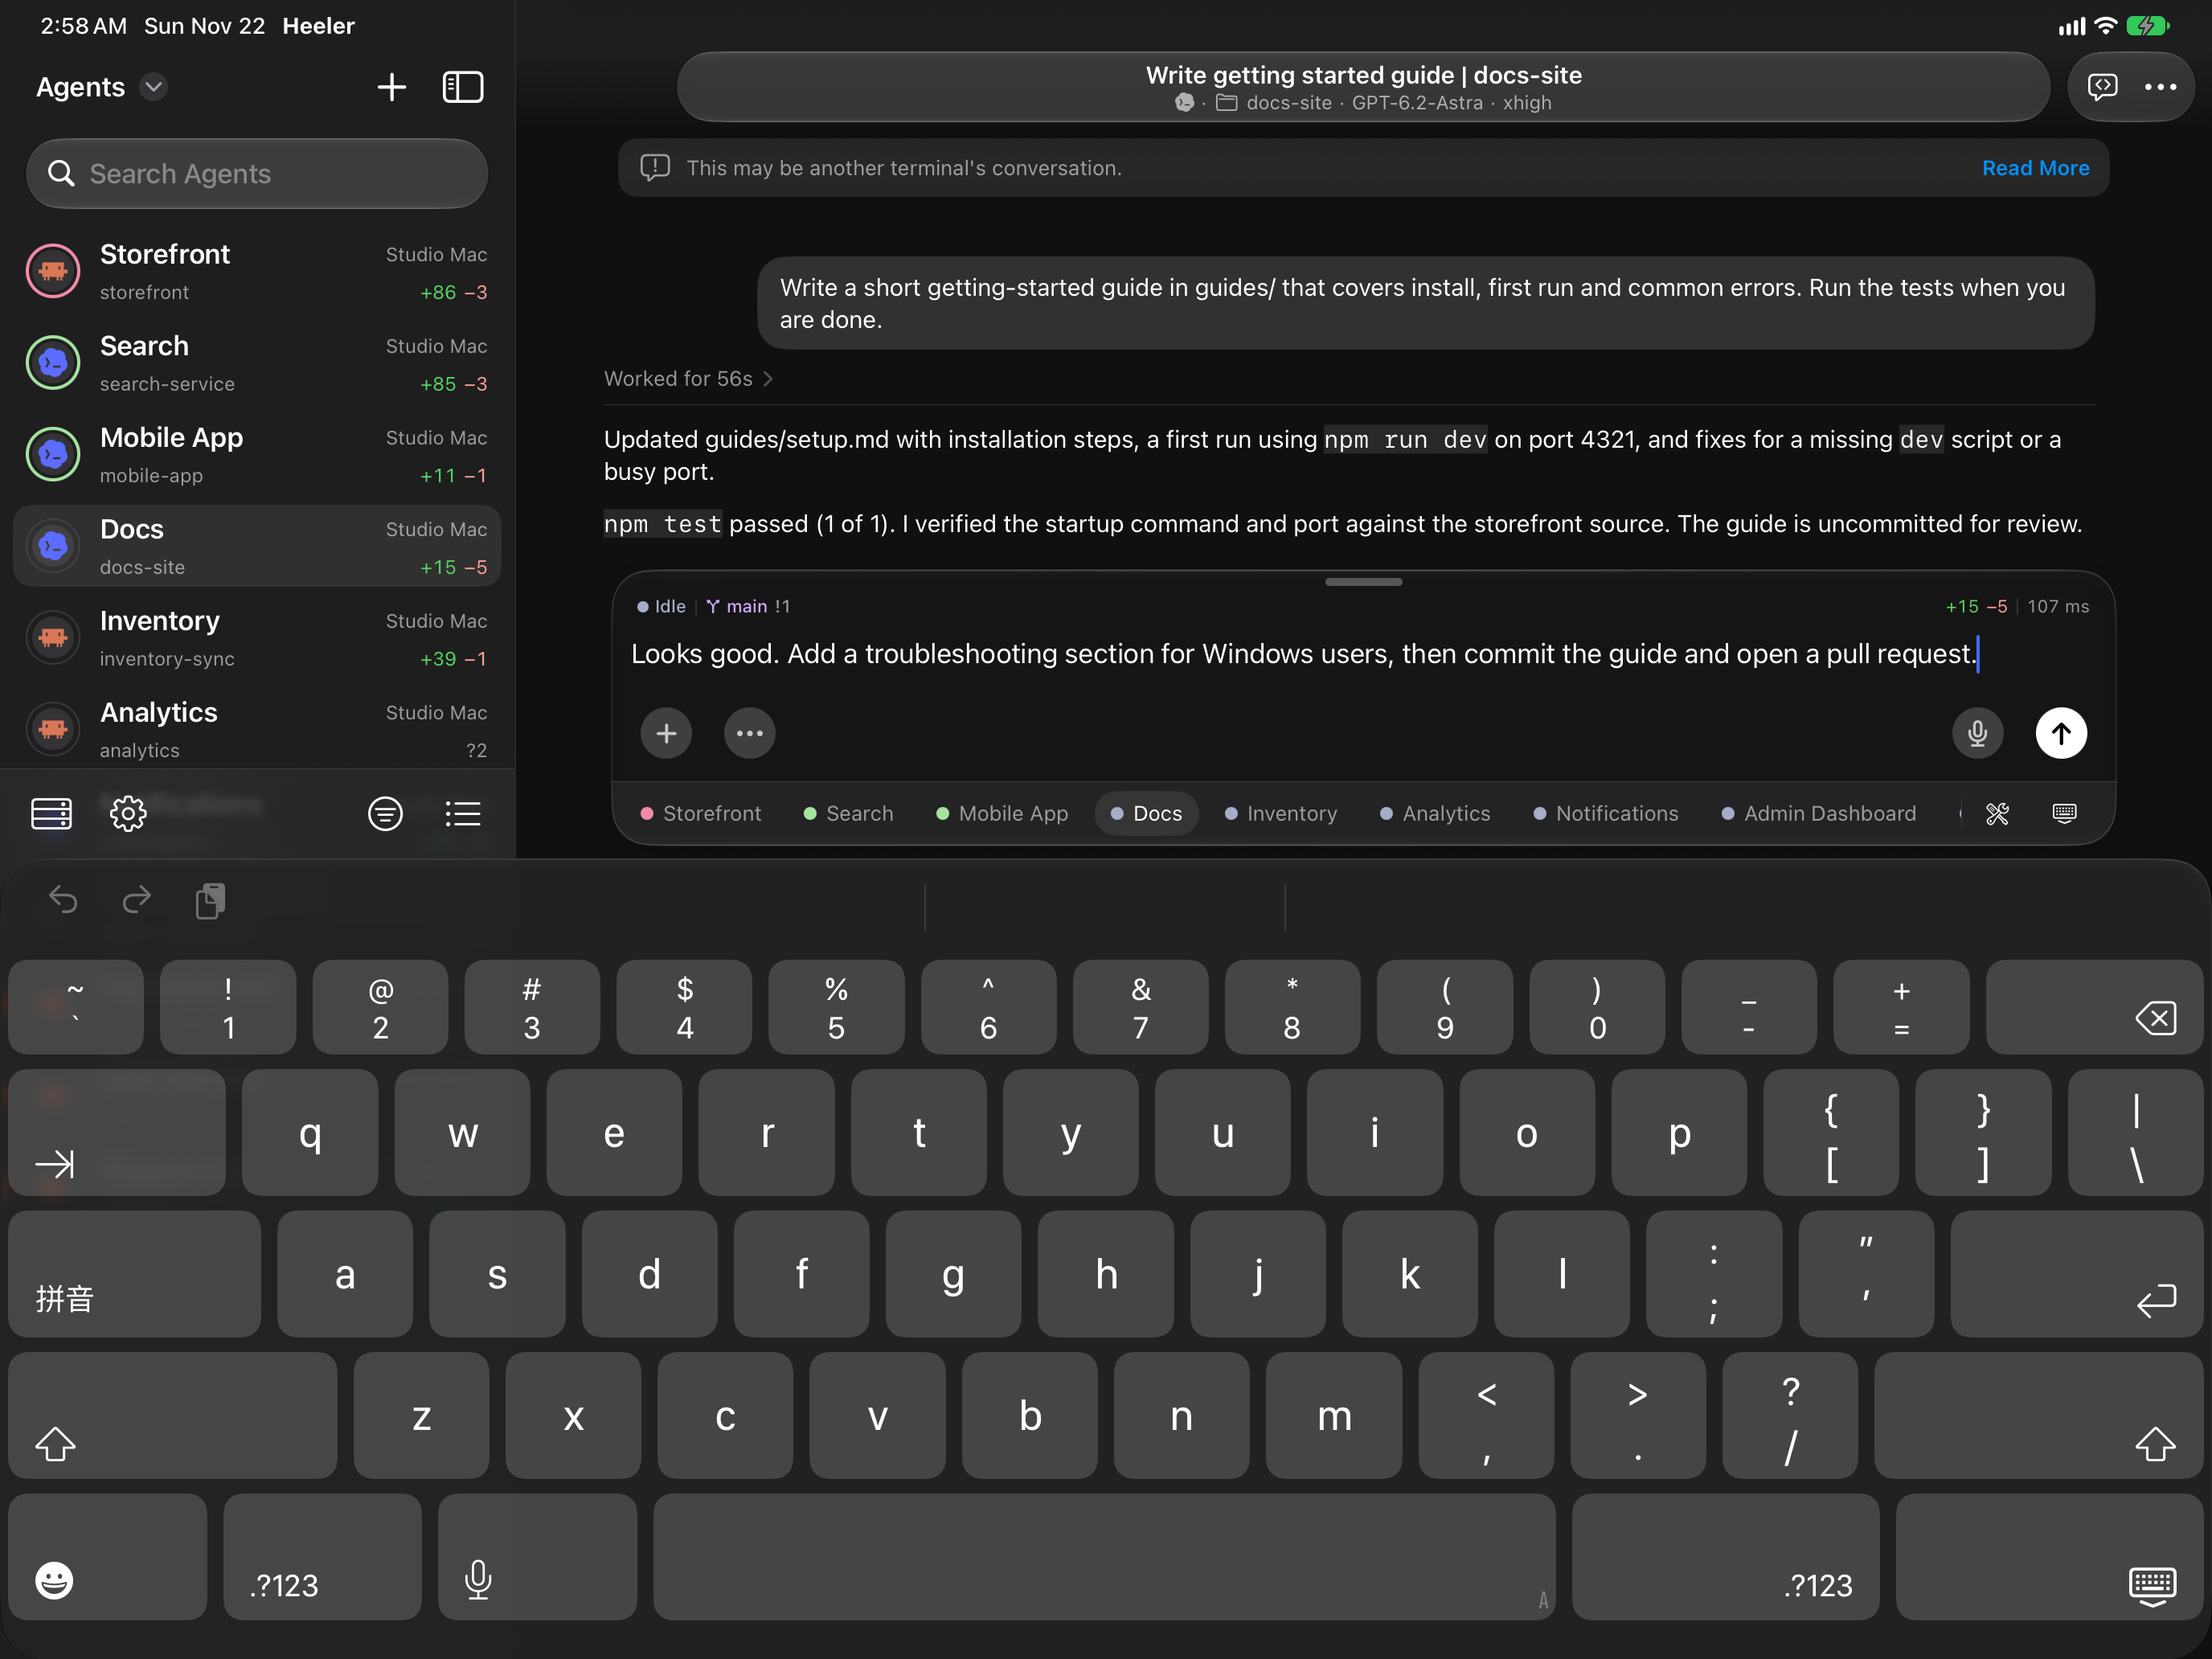 2:58 AM Sun Nov 22 Heeler
Agents
Search Agents
Storefront Studio Mac
storefront +86 −3
Search Studio Mac
search-service +85 −3
Mobile App Studio Mac
mobile-app +11 −1
Docs Studio Mac
docs-site +15 −5
Inventory Studio Mac
inventory-sync +39 −1
Analytics Studio Mac
analytics ?2
Notifications
Write getting started guide | docs-site
· docs-site · GPT-6.2-Astra · xhigh
This may be another terminal's conversation. Read More
Write a short getting-started guide in guides/ that covers install, first run and common errors. Run the tests when you
are done.
Worked for 56s
Updated guides/setup.md with installation steps, a first run using npm run dev on port 4321, and fixes for a missing dev script or a
busy port.
npm test passed (1 of 1). I verified the startup command and port against the storefront source. The guide is uncommitted for review.
Idle main !1 +15 −5 107 ms
Looks good. Add a troubleshooting section for Windows users, then commit the guide and open a pull request.
Storefront Search Mobile App Docs Inventory Analytics Notifications Admin Dashboard
~ ! @ # $ % ^ & * ( ) _ +
` 1 2 3 4 5 6 7 8 9 0 - =
q w e r t y u i o p { } |
[ ] \
a s d f g h j k l : "
拼音 ; '
z x c v b n m < > ?
, . /
.?123 A .?123